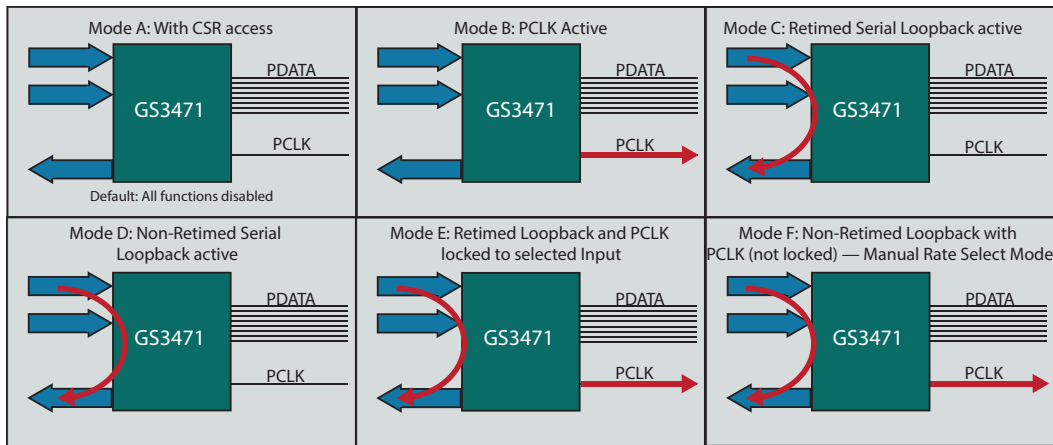 Mode A: With CSR access
PDATA
GS3471
PCLK
Default: All functions disabled
Mode B: PCLK Active
PDATA
GS3471
PCLK
Mode C: Retimed Serial Loopback active
PDATA
GS3471
PCLK
Mode D: Non-Retimed Serial
Loopback active
PDATA
GS3471
PCLK
Mode E: Retimed Loopback and PCLK
locked to selected Input
PDATA
GS3471
PCLK
Mode F: Non-Retimed Loopback with
PCLK (not locked) — Manual Rate Select Mode
PDATA
GS3471
PCLK